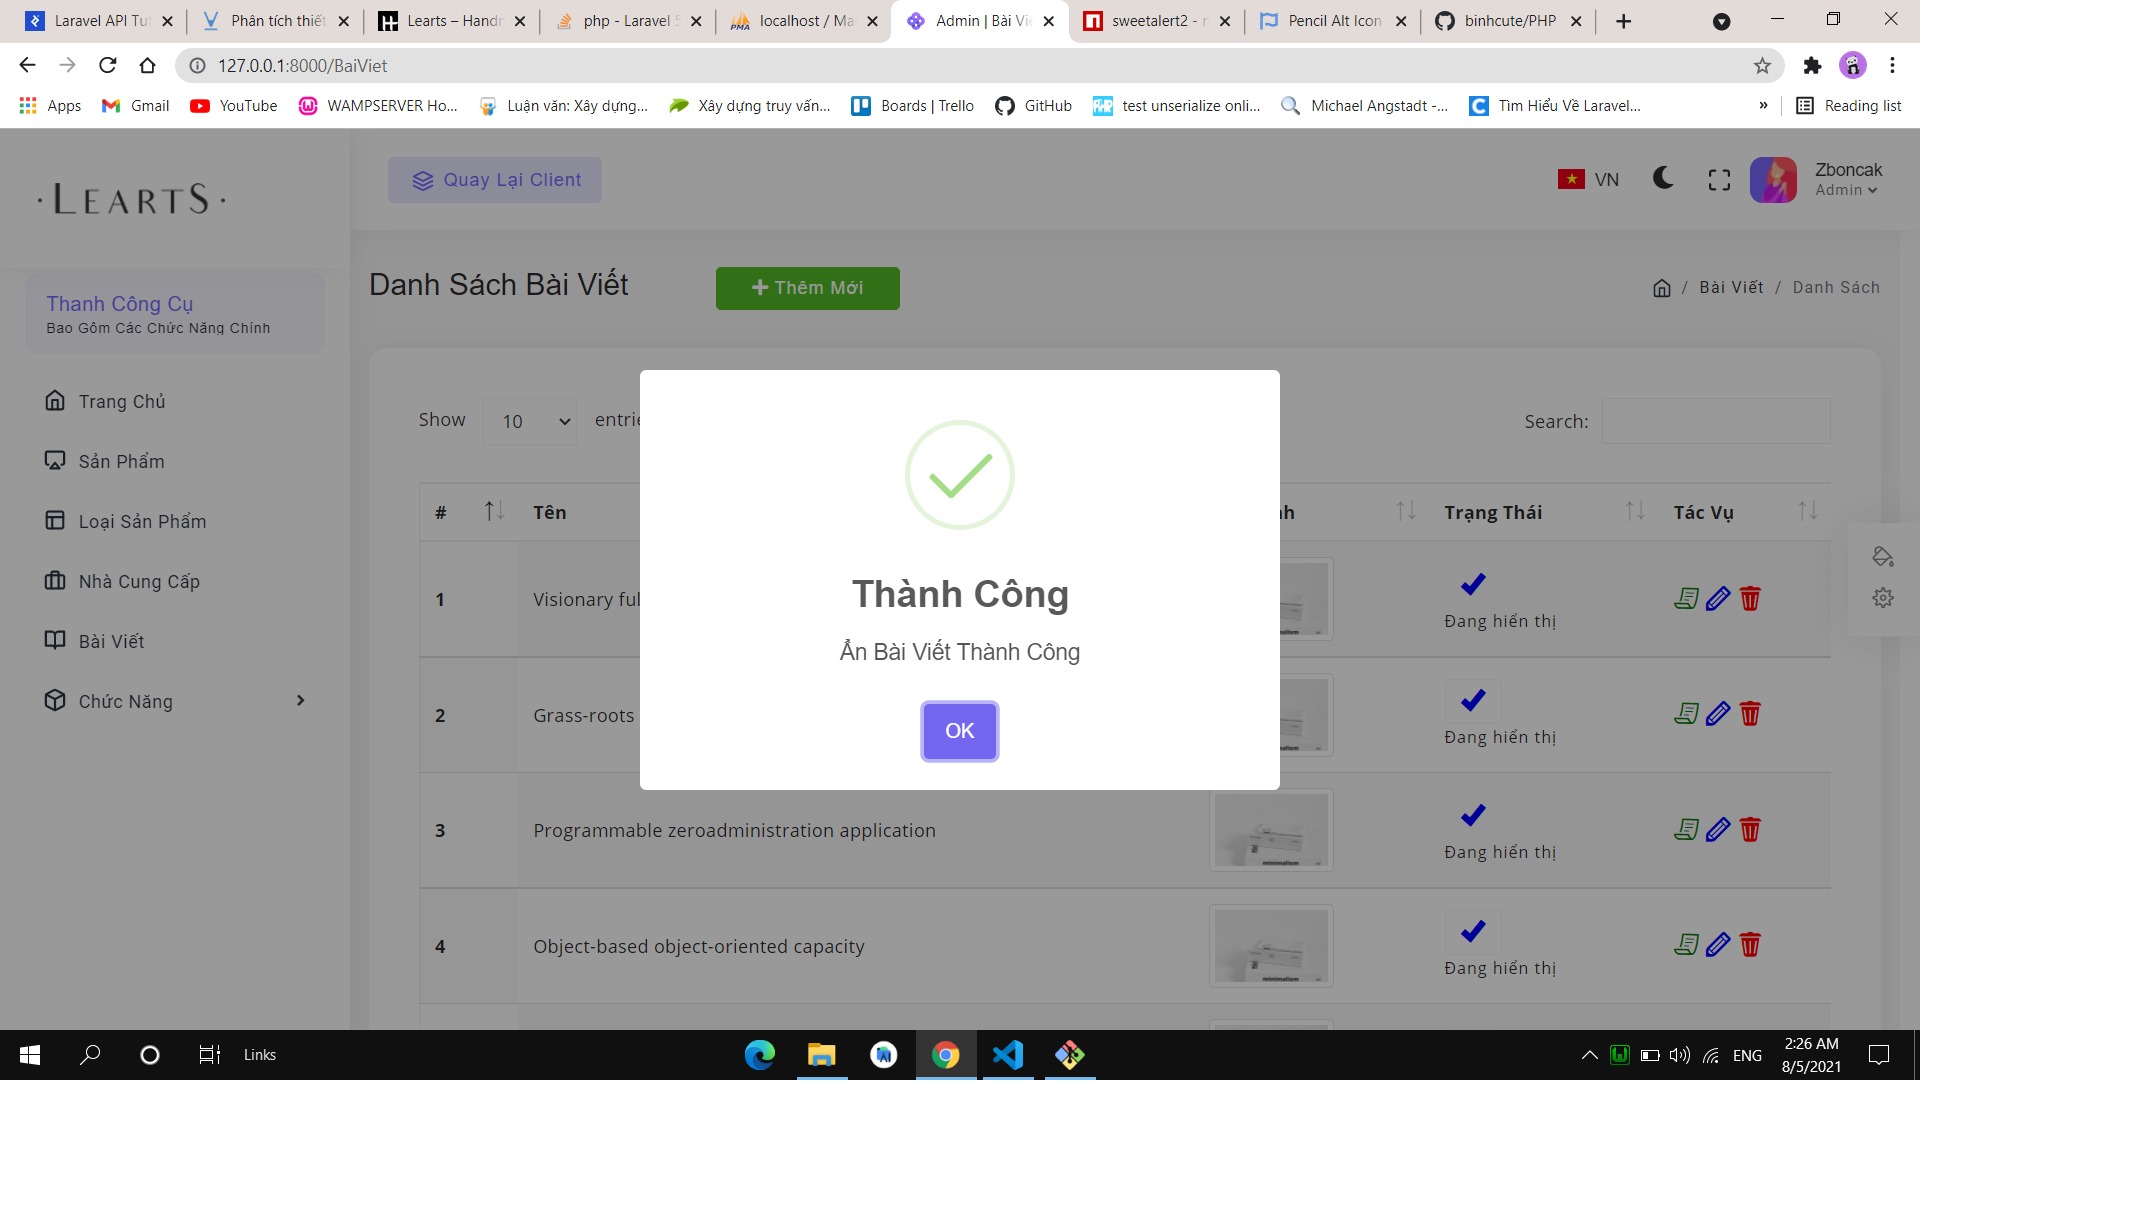 Laravel API Tut
Phân tích thiết
Learts – Handm
php - Laravel 5
localhost / Ma
Admin | Bài Vi
sweetalert2 - n
Pencil Alt Icon
binhcute/PHP
127.0.0.1:8000/BaiViet
Apps
Gmail
YouTube
WAMPSERVER Ho...
Luận văn: Xây dựng...
Xây dựng truy vấn...
Boards | Trello
GitHub
test unserialize onli...
Michael Angstadt -...
Tìm Hiểu Về Laravel...
»
Reading list
· LEARTS ·
Quay Lại Client
VN
Zboncak
Admin
Thanh Công Cụ
Bao Gồm Các Chức Năng Chính
Trang Chủ
Sản Phẩm
Loại Sản Phẩm
Nhà Cung Cấp
Bài Viết
Chức Năng
Danh Sách Bài Viết
Thêm Mới
/ Bài Viết / Danh Sách
Show 10 entrie
Search:
# Tên
Trạng Thái Tác Vụ
1 Visionary ful
Đang hiển thị
2 Grass-roots
Đang hiển thị
3 Programmable zeroadministration application
minimalism
Đang hiển thị
4 Object-based object-oriented capacity
minimalism
Đang hiển thị
Thành Công
Ẩn Bài Viết Thành Công
OK
Links
PMA
ENG
2:26 AM
8/5/2021